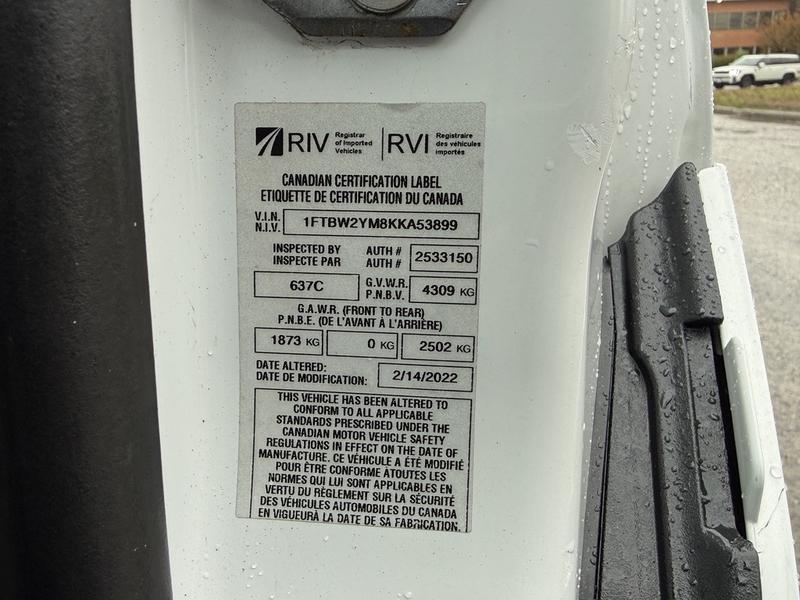 RIV Registrar of Imported Vehicles RVI Registraire des véhicules importés
CANADIAN CERTIFICATION LABEL
ETIQUETTE DE CERTIFICATION DU CANADA
V.I.N. 1FTBW2YM8KKA53899
N.I.V.
INSPECTED BY AUTH # 2533150
INSPECTE PAR AUTH #
637C G.V.W.R. 4309 KG
P.N.B.V.
G.A.W.R. (FRONT TO REAR)
P.N.B.E. (DE L'AVANT À L'ARRIÈRE)
1873 KG 0 KG 2502 KG
DATE ALTERED:
DATE DE MODIFICATION: 2/14/2022
THIS VEHICLE HAS BEEN ALTERED TO
CONFORM TO ALL APPLICABLE
STANDARDS PRESCRIBED UNDER THE
CANADIAN MOTOR VEHICLE SAFETY
REGULATIONS IN EFFECT ON THE DATE OF
MANUFACTURE. CE VÉHICULE A ÉTÉ MODIFIÉ
POUR ÊTRE CONFORME ÀTOUTES LES
NORMES QUI LUI SONT APPLICABLES EN
VERTU DU RÈGLEMENT SUR LA SÉCURITÉ
DES VÉHICULES AUTOMOBILES DU CANADA
EN VIGUEURÀ LA DATE DE SA FABRICATION.